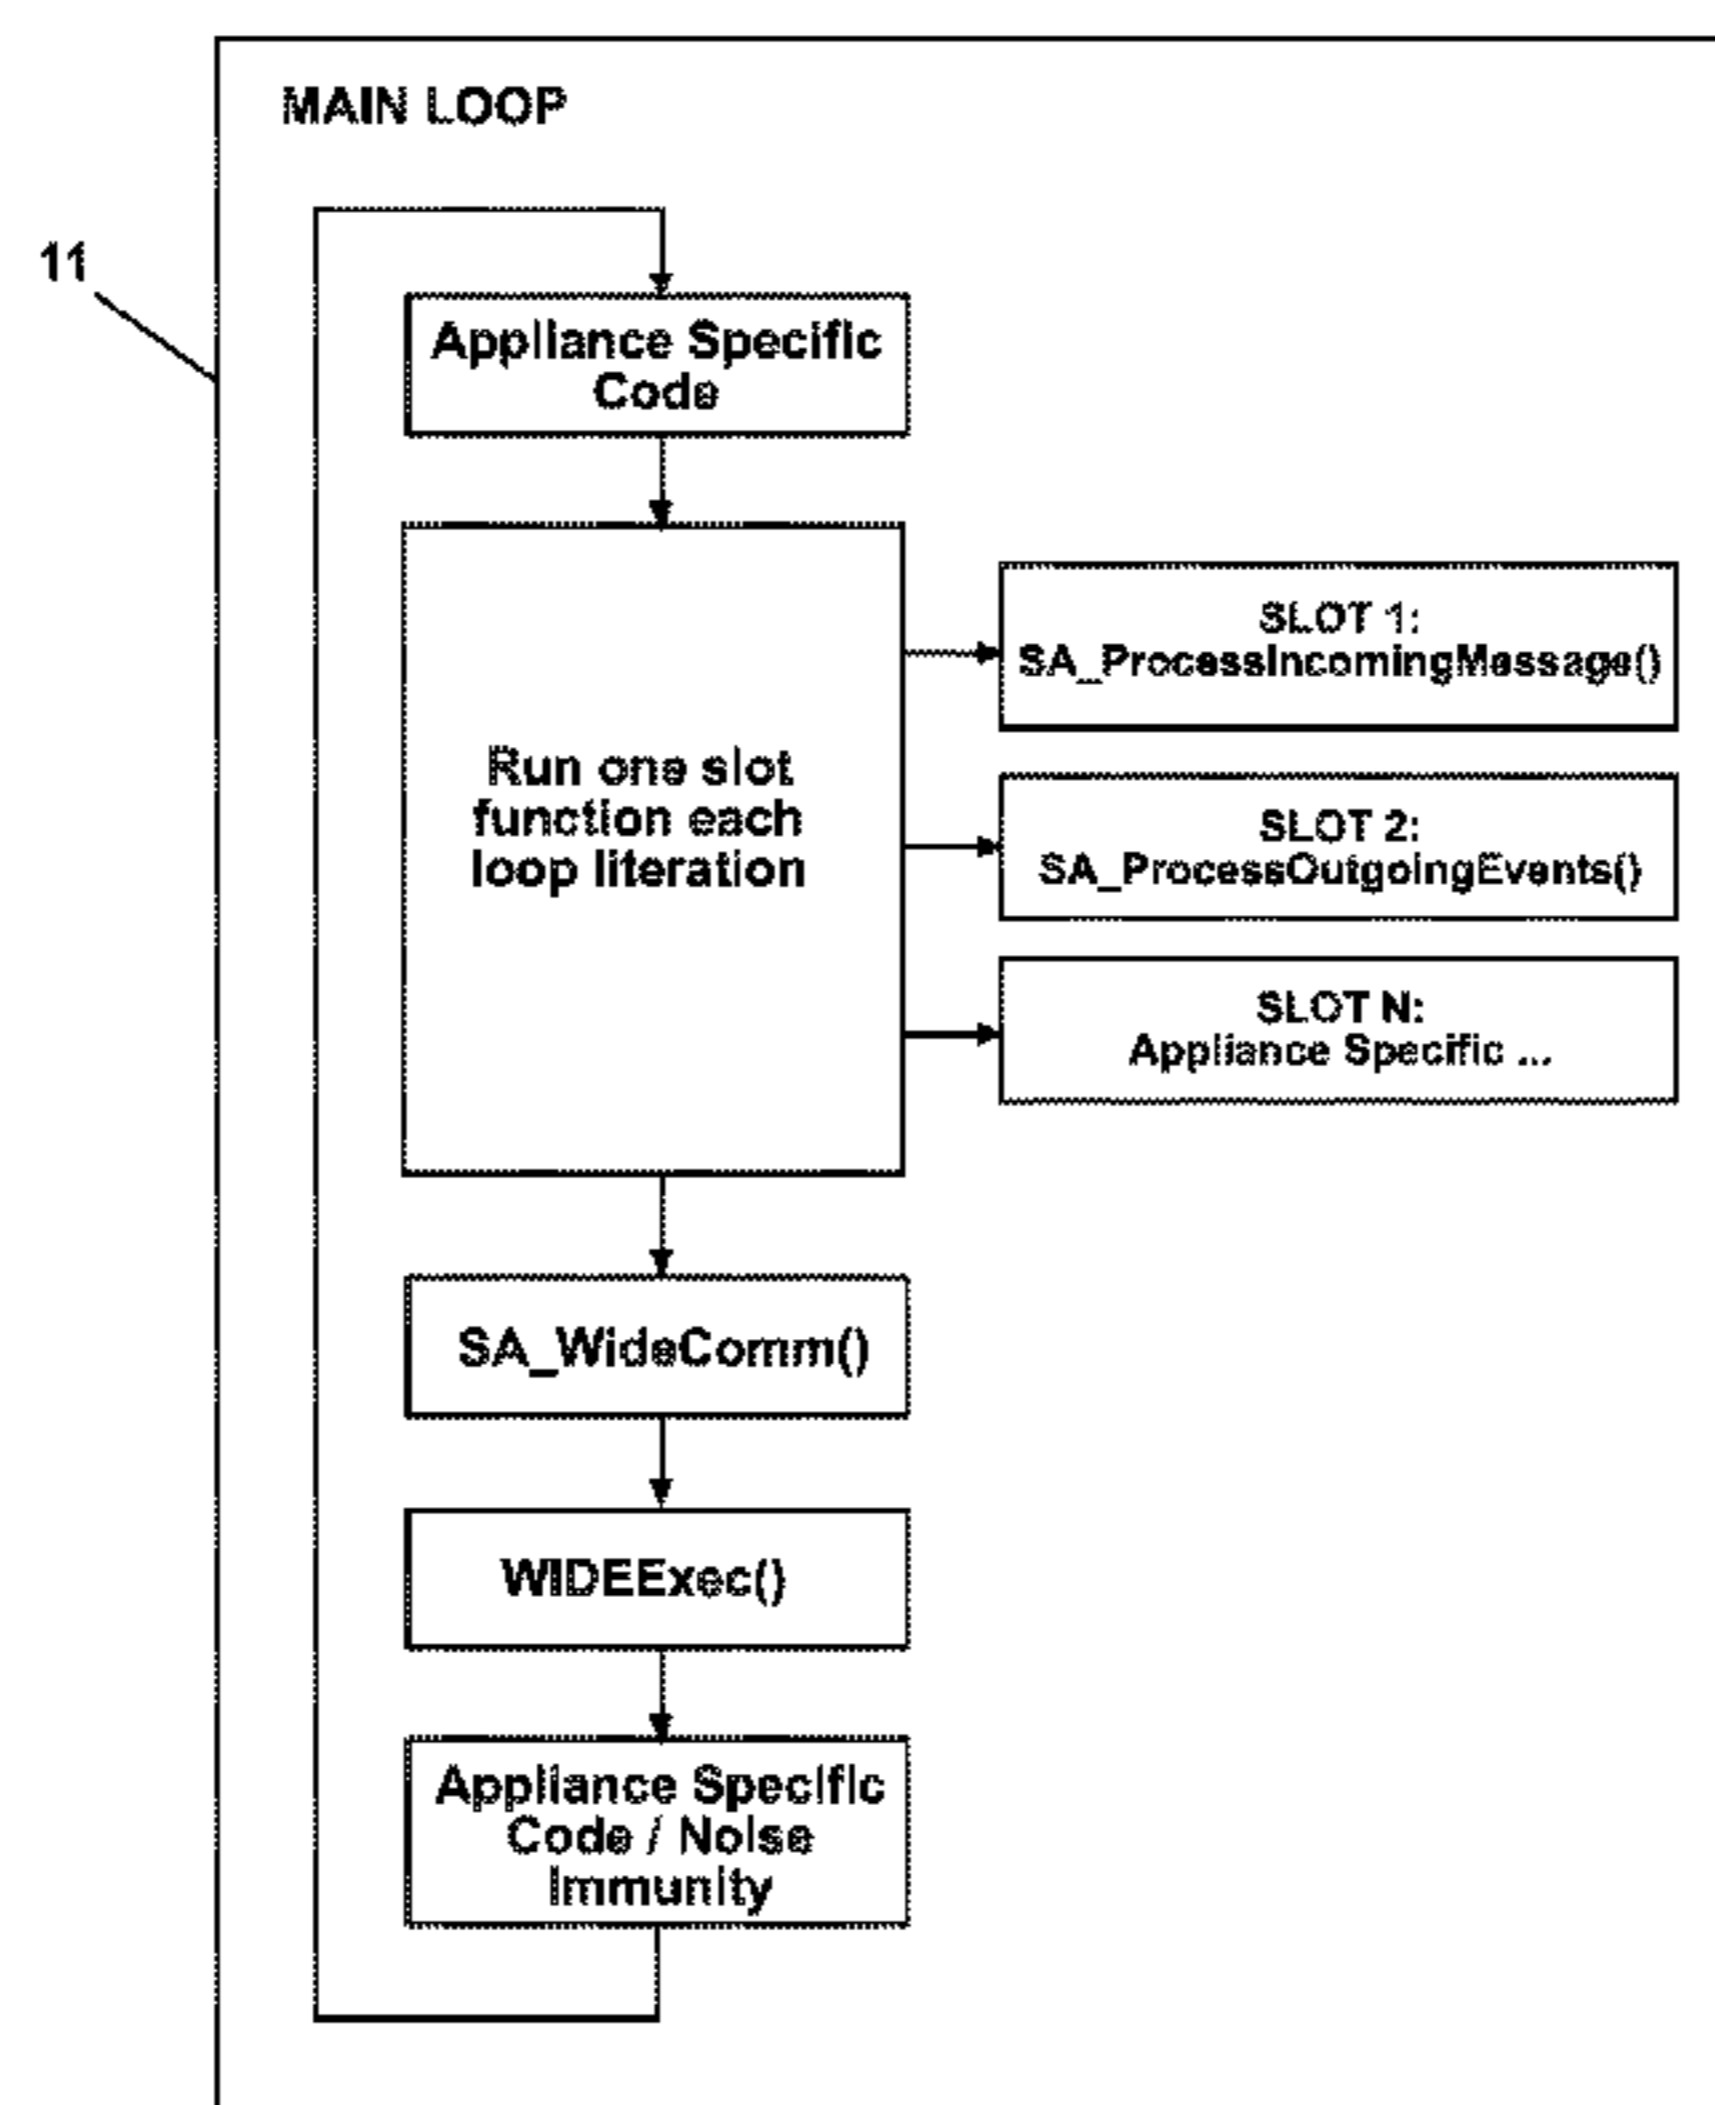 MAIN LOOP
11
Appliance Specific
Code
Run one slot
function each
loop literation
SLOT 1:
SA_ProcessIncomingMessage()
SLOT 2:
SA_ProcessOutgoingEvents()
SLOT N:
Appliance Specific ...
SA_WideComm()
WIDEExec()
Appliance Specific
Code / Noise
Immunity